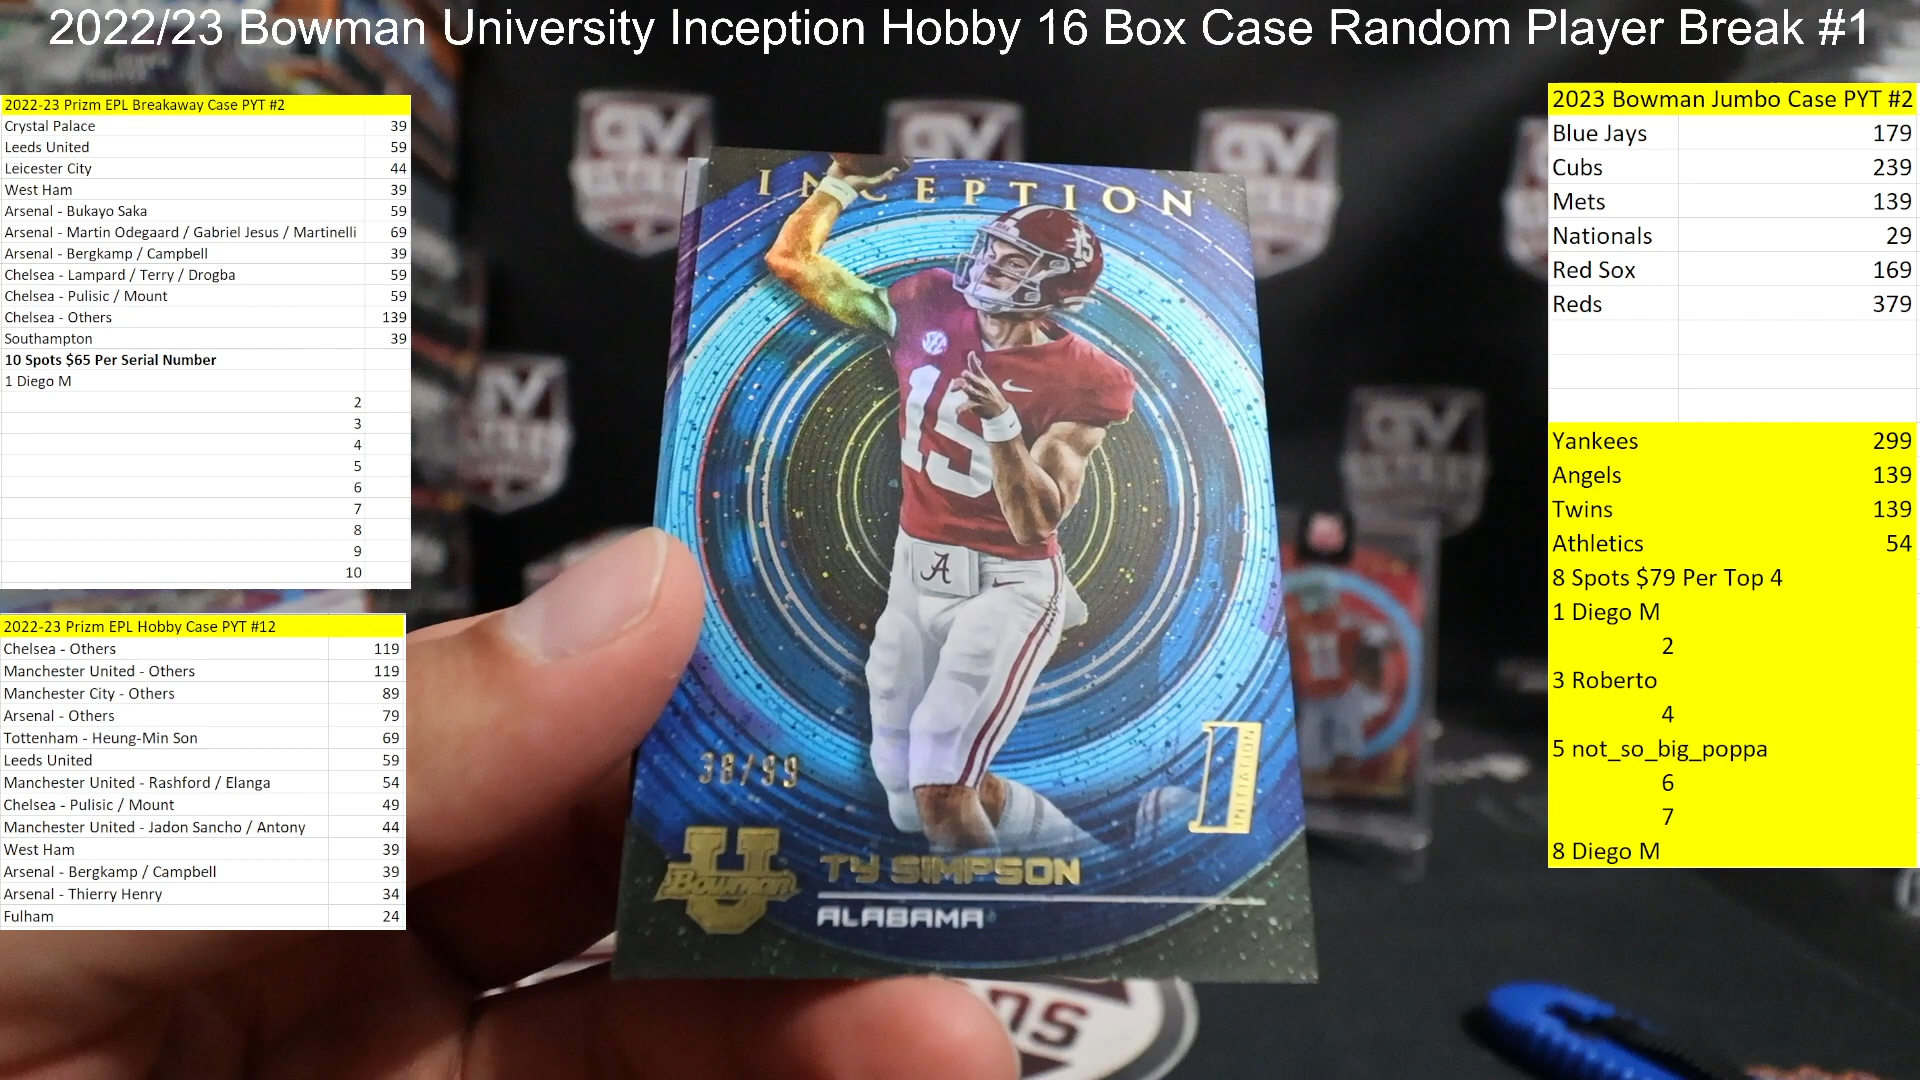 2022/23 Bowman University Inception Hobby 16 Box Case Random Player Break #1
2022-23 Prizm EPL Breakaway Case PYT #2
Crystal Palace 39
Leeds United 59
Leicester City 44
West Ham 39
Arsenal - Bukayo Saka 59
Arsenal - Martin Odegaard / Gabriel Jesus / Martinelli 69
Arsenal - Bergkamp / Campbell 39
Chelsea - Lampard / Terry / Drogba 59
Chelsea - Pulisic / Mount 59
Chelsea - Others 139
Southampton 39
10 Spots $65 Per Serial Number
1 Diego M
2
3
4
5
6
7
8
9
10
2022-23 Prizm EPL Hobby Case PYT #12
Chelsea - Others 119
Manchester United - Others 119
Manchester City - Others 89
Arsenal - Others 79
Tottenham - Heung-Min Son 69
Leeds United 59
Manchester United - Rashford / Elanga 54
Chelsea - Pulisic / Mount 49
Manchester United - Jadon Sancho / Antony 44
West Ham 39
Arsenal - Bergkamp / Campbell 39
Arsenal - Thierry Henry 34
Fulham 24
INCEPTION
15
15
A
38/99
INITIATION
U
Bowman
TY SIMPSON
ALABAMA
2023 Bowman Jumbo Case PYT #2
Blue Jays 179
Cubs 239
Mets 139
Nationals 29
Red Sox 169
Reds 379
Yankees 299
Angels 139
Twins 139
Athletics 54
8 Spots $79 Per Top 4
1 Diego M
2
3 Roberto
4
5 not_so_big_poppa
6
7
8 Diego M